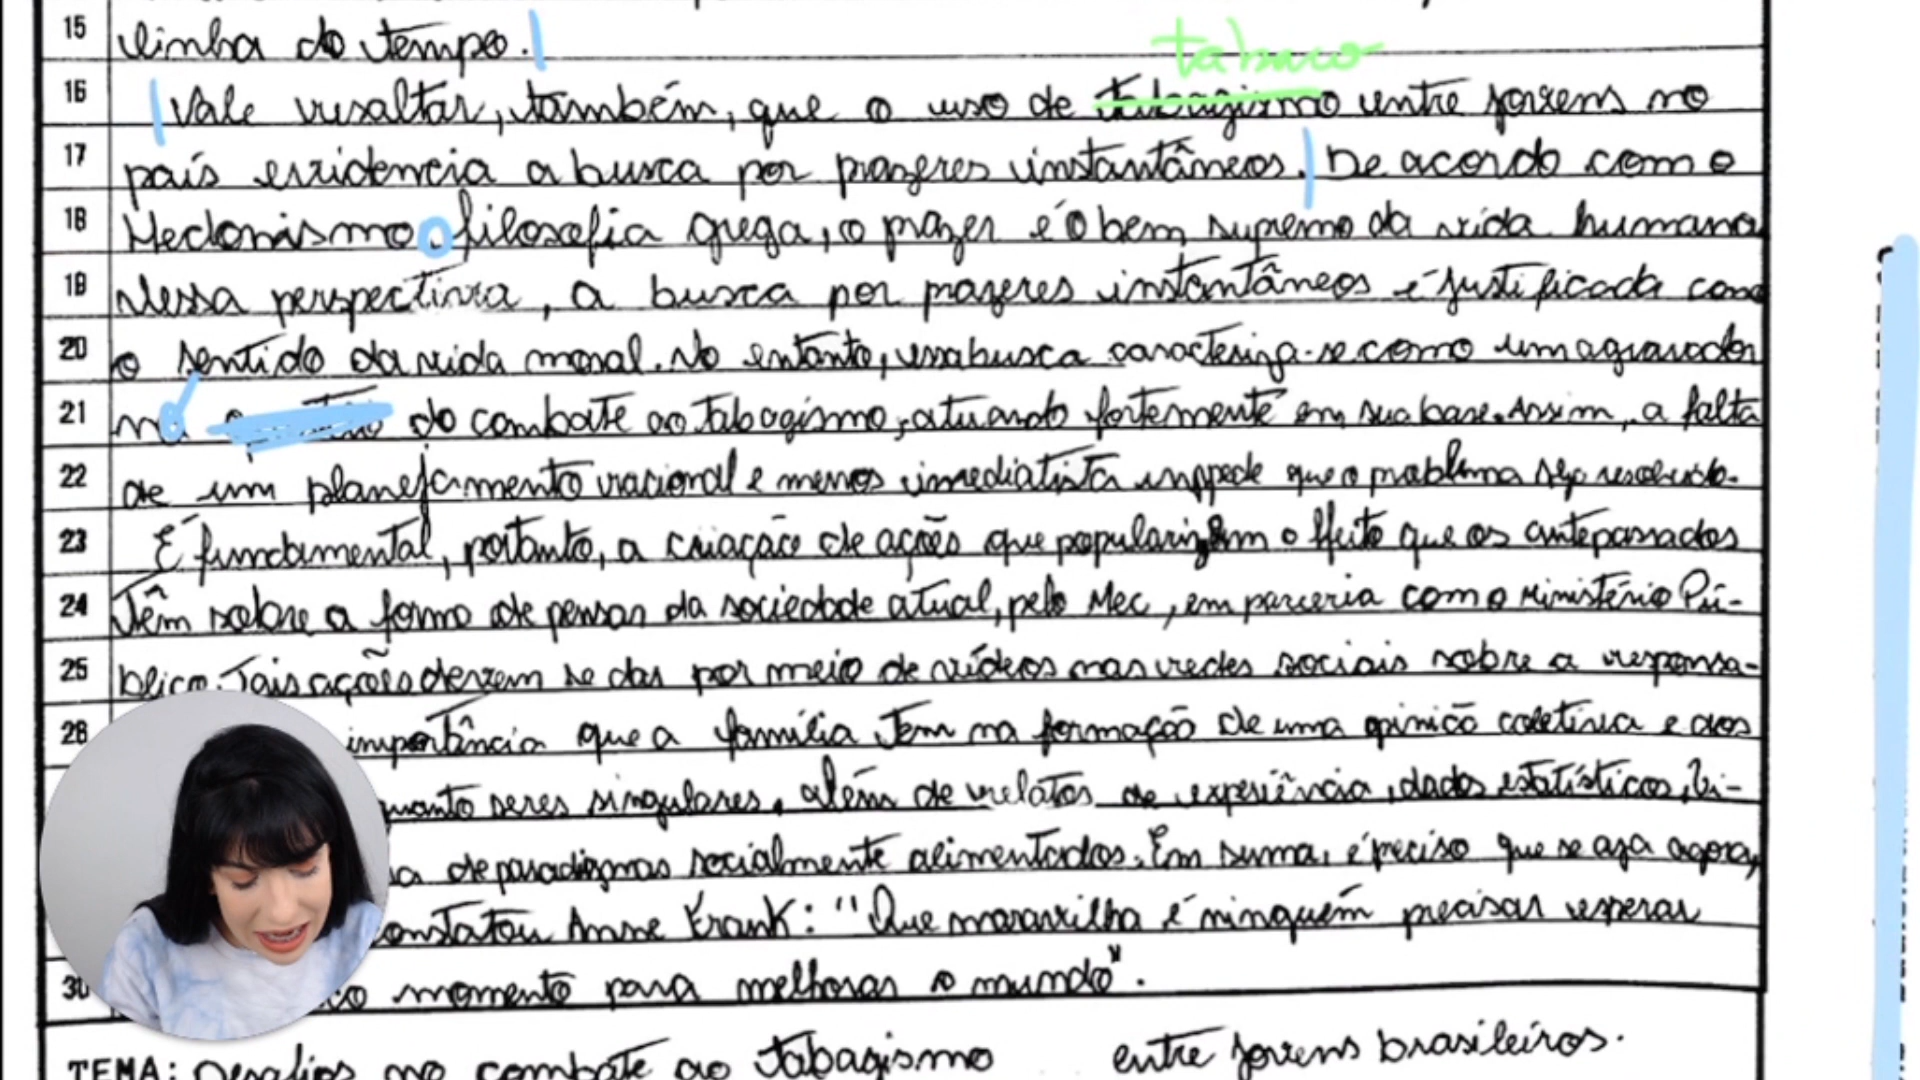 15 linha do tempo.
tabaco
16 Vale resaltar, também, que o uso de tabagismo entre jovens no
17 país evidencia a busca por prazeres instantâneos. De acordo com o
18 Hedonismo, filosofia grega, o prazer é o bem supremo da vida humana
19 Nessa perspectiva, a busca por prazeres instantâneos é justificada como
20 o sentido da vida moral. No entanto, essa busca caracteriza-se como um agravador
21 no do combate ao tabagismo, atuando fortemente em sua base. Assim, a falta
22 de um planejamento racional e menos imediatista impede que o problema seja resolvido.
23 É fundamental, portanto, a criação de ações que popularizem o efeito que os antepassados
24 têm sobre a forma de pensar da sociedade atual, pelo Mec, em parceria com o Ministério Pú-
25 blico. Tais ações devem se dar por meio de vídeos nas redes sociais sobre a responsa-
26 importância que a família tem na formação de uma opinião coletiva e aos
quanto seres singulares, além de relatos de experiência, dados estatísticos,
de paradigmas socialmente alimentados. Em suma, é preciso que se aja agora,
constatou Anne Frank: "Que maravilha é ninguém precisar esperar
30 momento para melhorar o mundo".
TEMA: Desafios no combate ao tabagismo entre jovens brasileiros.